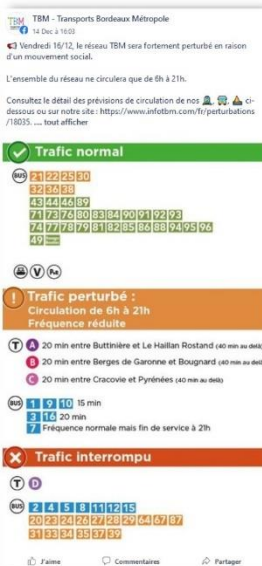 TBM - Transports Bordeaux Métropole
14 Dec à 16:03
Vendredi 16/12, le réseau TBM sera fortement perturbé en raison
d'un mouvement social.
L'ensemble du réseau ne circulera que de 6h à 21h.
Consultez le détail des prévisions de circulation de nos ci-
dessous ou sur notre site : https://www.infotbm.com/fr/perturbations
/18035. .... tout afficher
Trafic normal
BUS 21 22 25 30
32 36 38
43 44 46 89
71 73 76 80 83 84 90 91 92 93
74 77 78 79 81 82 85 86 88 94 95 96
49
V P+R
! Trafic perturbé :
Circulation de 6h à 21h
Fréquence réduite
T A 20 min entre Buttinière et Le Haillan Rostand (40 min au delà)
B 20 min entre Berges de Garonne et Bougnard (40 min au delà)
C 20 min entre Cracovie et Pyrénées (40 min au delà)
BUS 1 9 10 15 min
3 16 20 min
7 Fréquence normale mais fin de service à 21h
Trafic interrompu
T D
BUS 2 4 5 8 11 12 15
20 23 24 26 27 28 29 64 67 87
31 33 34 35 37 39
J'aime Commentaires Partager